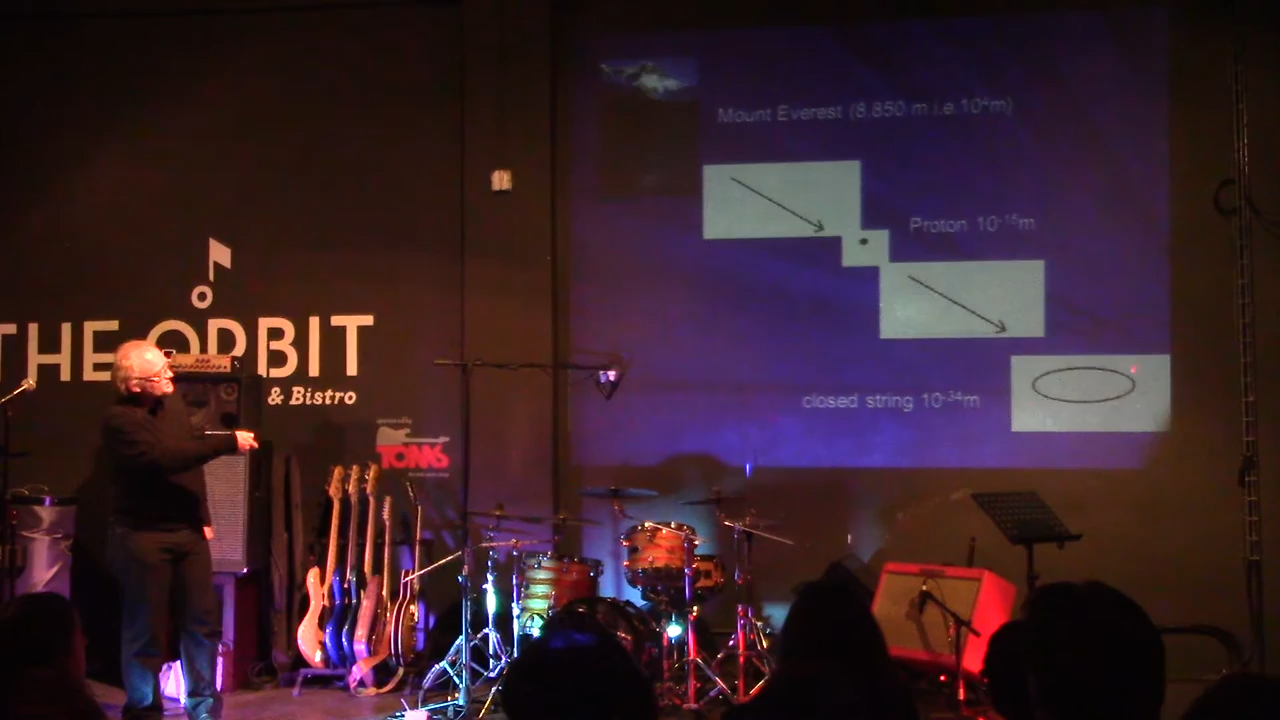 Mount Everest (8,850 m i.e.10⁴m)
Proton 10⁻¹⁵m
closed string 10⁻³⁴m
THE ORBIT
& Bistro
TOMS